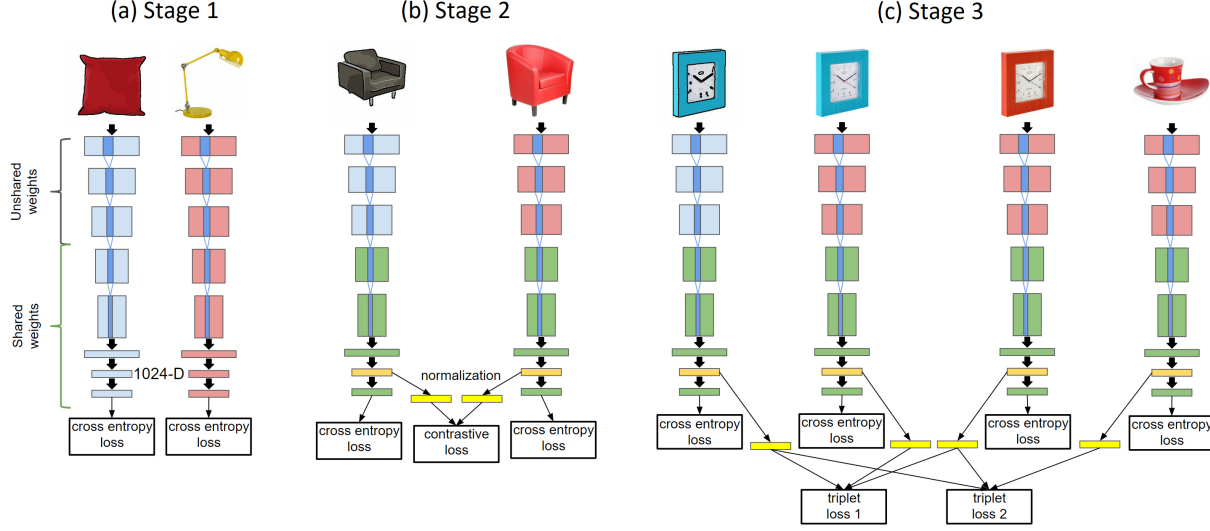 (a) Stage 1
(b) Stage 2
(c) Stage 3
Unshared
weights
Shared
weights
1024-D
cross entropy
loss
cross entropy
loss
normalization
cross entropy
loss
contrastive
loss
cross entropy
loss
cross entropy
loss
cross entropy
loss
cross entropy
loss
cross entropy
loss
triplet
loss 1
triplet
loss 2